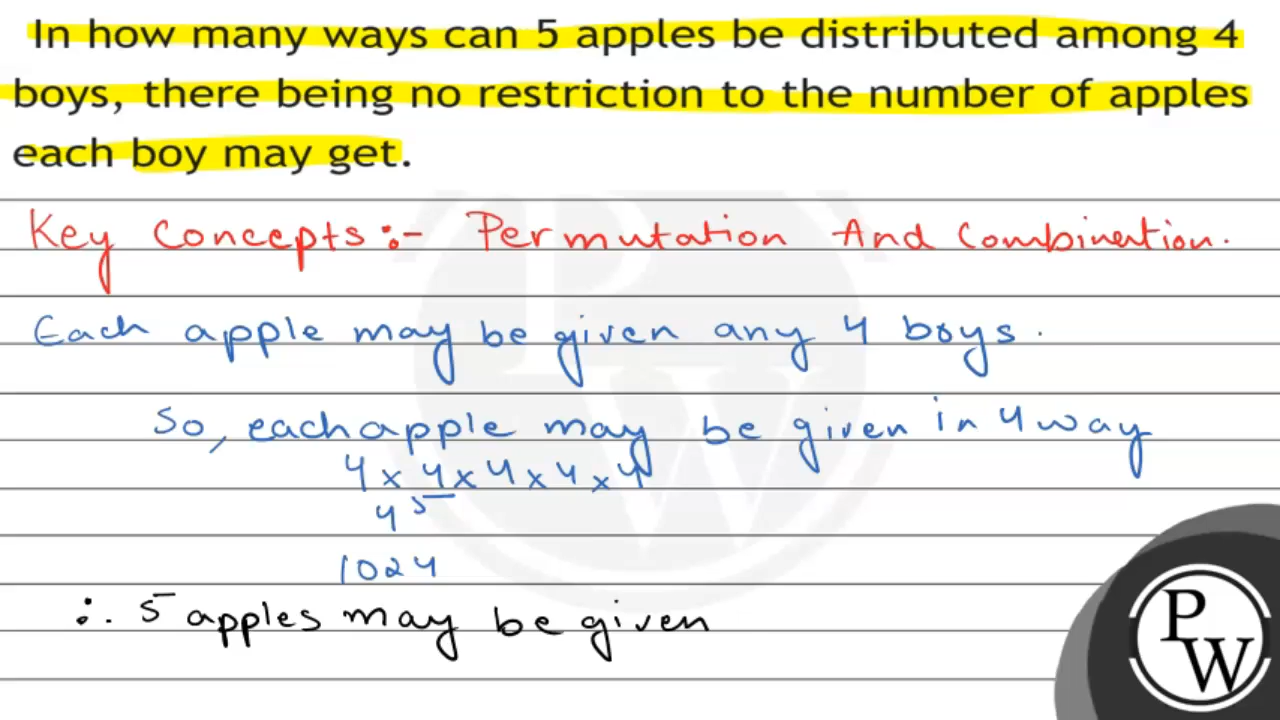 In how many ways can 5 apples be distributed among 4
boys, there being no restriction to the number of apples
each boy may get.
Key Concepts:- Permutation And Combination.
Each apple may be given any 4 boys.
So, each apple may be given in 4 way
4 x 4 x 4 x 4 x 4
4⁵
1024
∴ 5 apples may be given
PW
PW